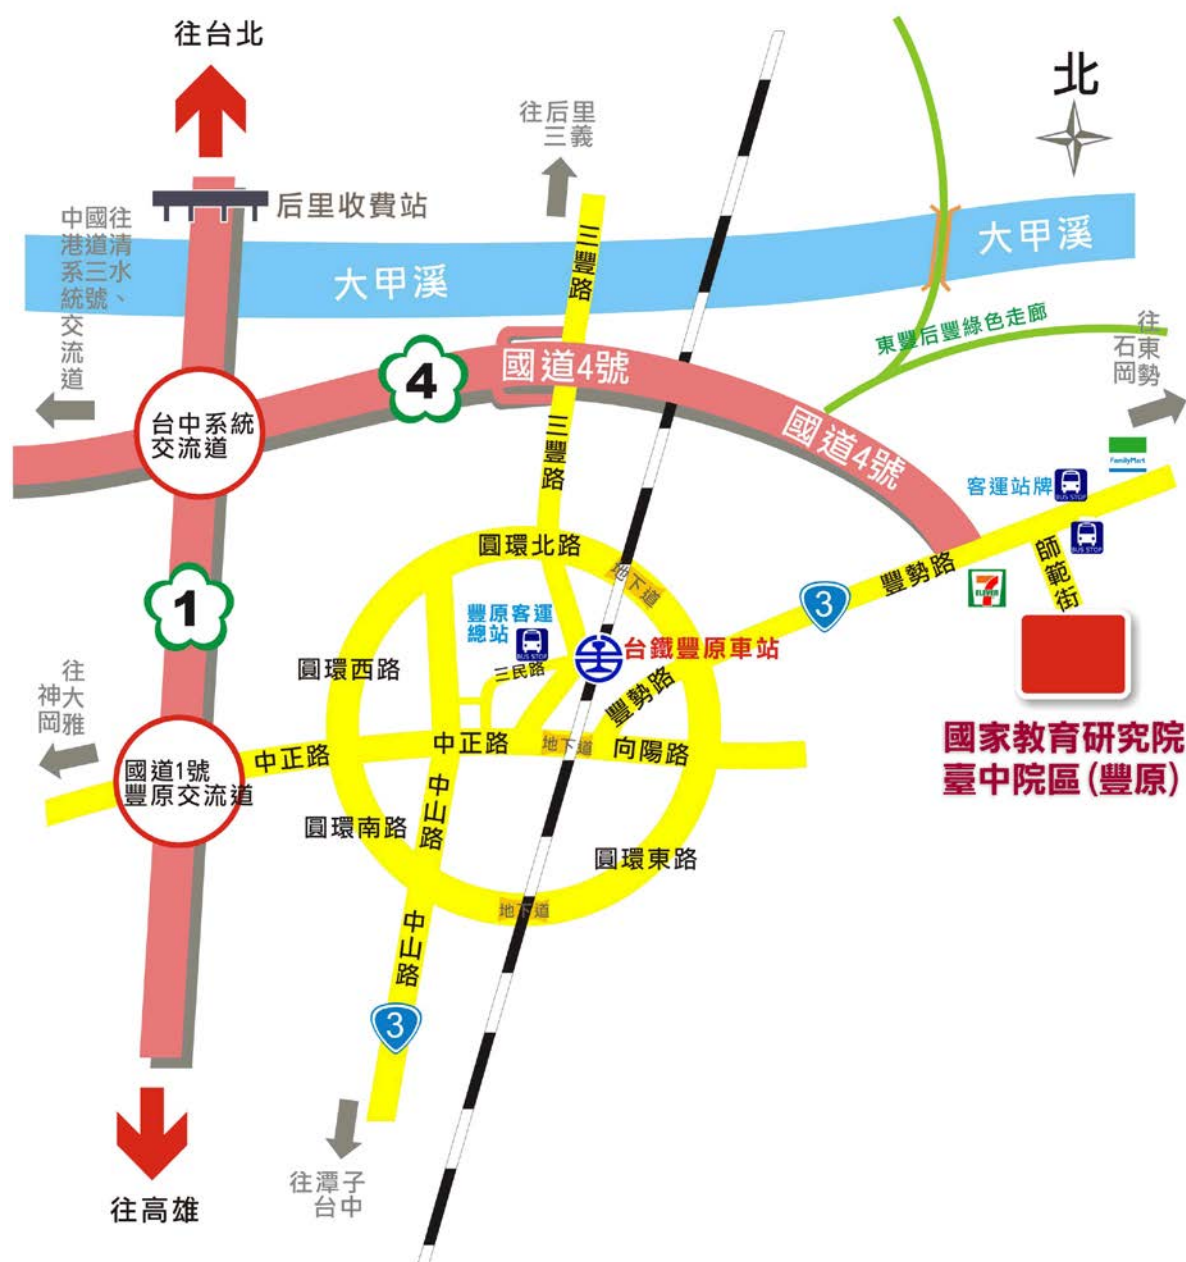 往台北
北
往后里
三義
后里收費站
往清水、
國道三號
中港系統交流道
三豐路
大甲溪
大甲溪
東豐后豐綠色走廊
往東勢
石岡
國道4號
4
國道4號
台中系統
交流道
三豐路
FamilyMart
客運站牌
BUS STOP
BUS STOP
師範街
圓環北路
地下道
豐勢路
7
ELEVEN
3
1
豐原客運
總站
BUS STOP
台鐵豐原車站
三民路
圓環西路
豐勢路
往大雅
神岡
國家教育研究院
臺中院區(豐原)
中正路
中正路
地下道
向陽路
國道1號
豐原交流道
中山路
圓環南路
圓環東路
地下道
中山路
3
往潭子
台中
往高雄